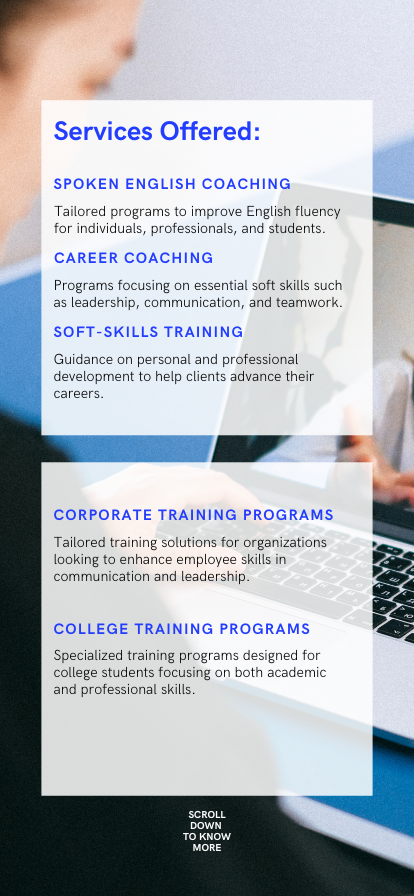 Services Offered:
SPOKEN ENGLISH COACHING
Tailored programs to improve English fluency
for individuals, professionals, and students.
CAREER COACHING
Programs focusing on essential soft skills such
as leadership, communication, and teamwork.
SOFT-SKILLS TRAINING
Guidance on personal and professional
development to help clients advance their
careers.
CORPORATE TRAINING PROGRAMS
Tailored training solutions for organizations
looking to enhance employee skills in
communication and leadership.
COLLEGE TRAINING PROGRAMS
Specialized training programs designed for
college students focusing on both academic
and professional skills.
SCROLL
DOWN
TO KNOW
MORE